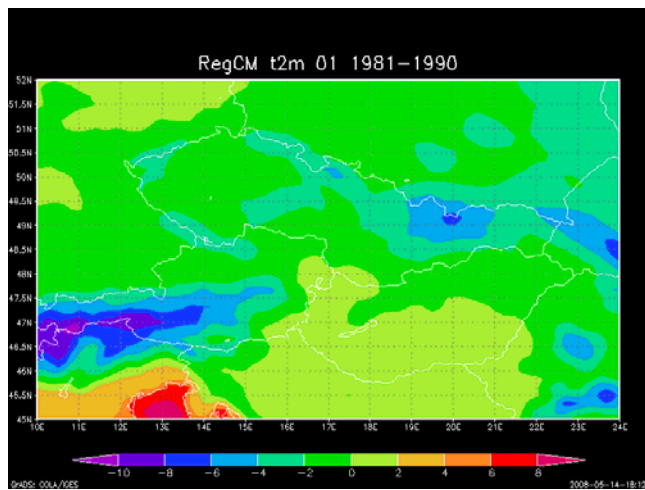 RegCM t2m 01 1981-1990
52N
51.5N
51N
50.5N
50N
49.5N
49N
48.5N
48N
47.5N
47N
46.5N
46N
45.5N
45N
10E 11E 12E 13E 14E 15E 16E 17E 18E 19E 20E 21E 22E 23E 24E
-10 -8 -6 -4 -2 0 2 4 6 8
GrADS: COLA/IGES 2008-05-14-18:12